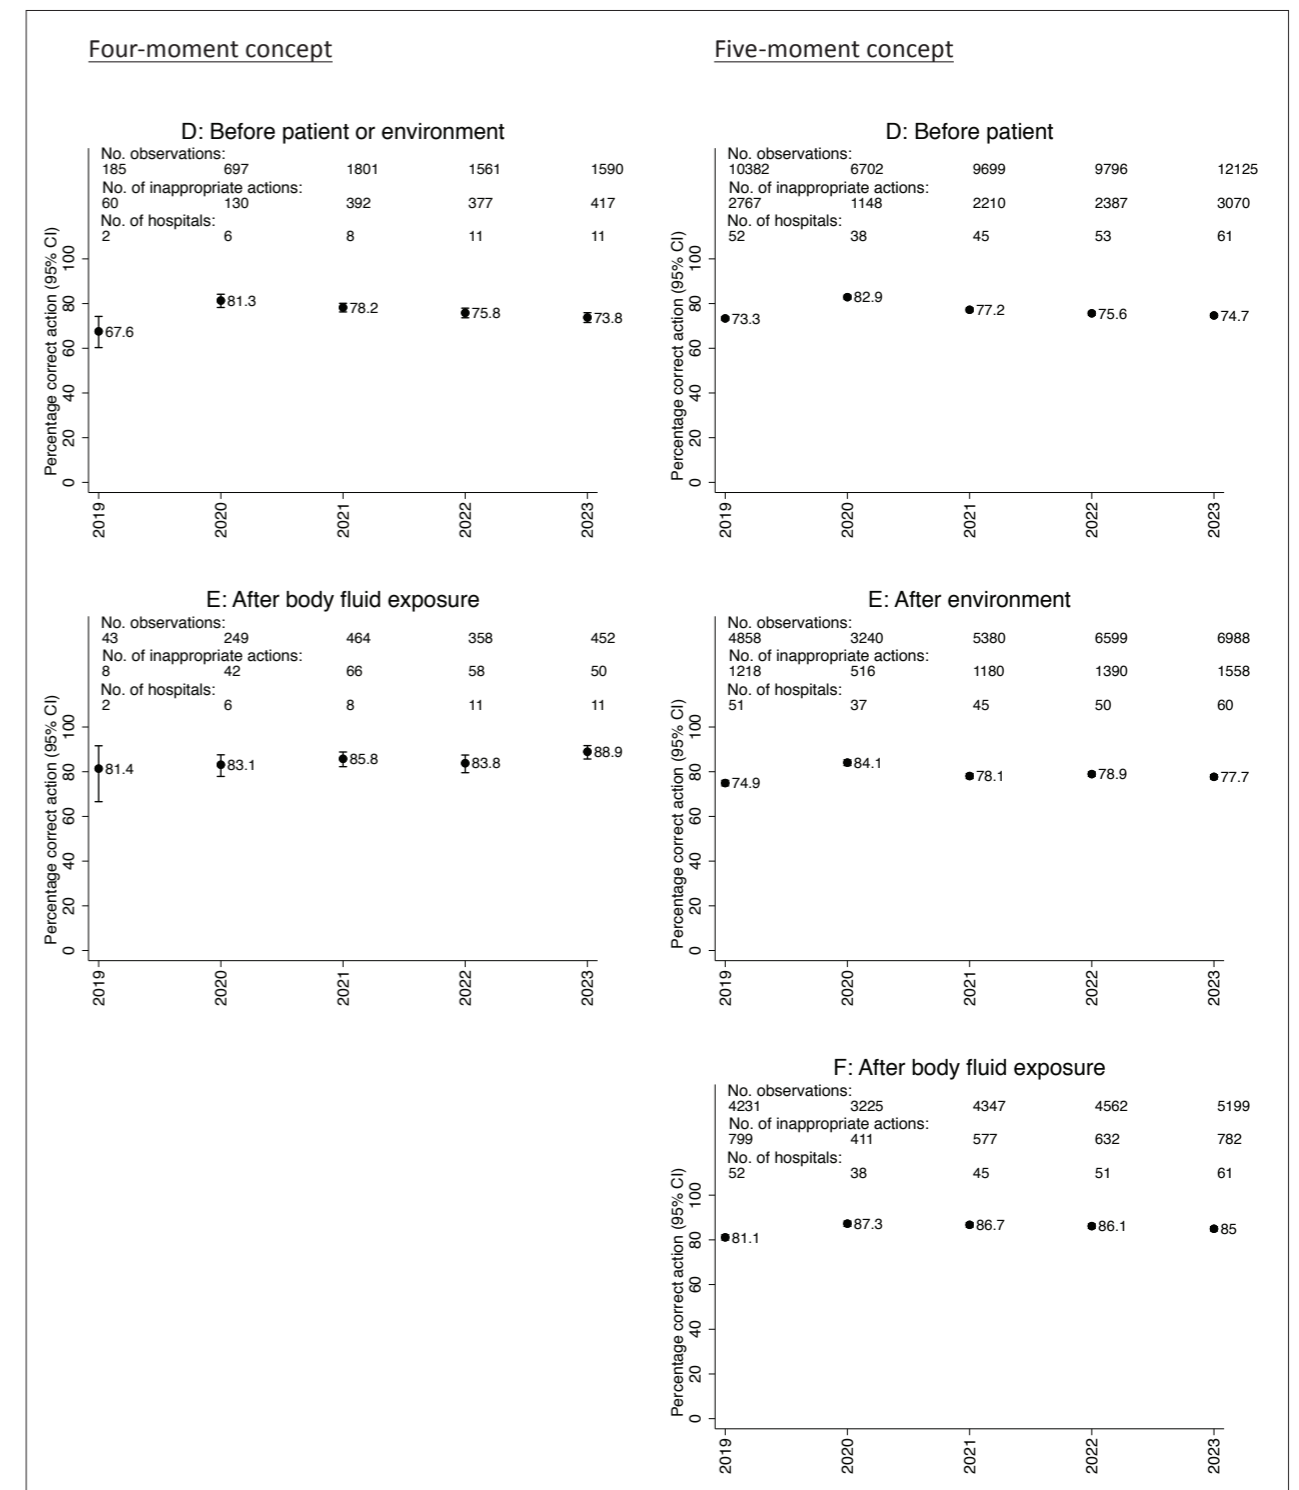 Four-moment concept
D: Before patient or environment
No. observations:
185 697 1801 1561 1590
No. of inappropriate actions:
60 130 392 377 417
No. of hospitals:
2 6 8 11 11
Percentage correct action (95% CI)
100
80
60
40
20
0
67.6 81.3 78.2 75.8 73.8
2019 2020 2021 2022 2023
E: After body fluid exposure
No. observations:
43 249 464 358 452
No. of inappropriate actions:
8 42 66 58 50
No. of hospitals:
2 6 8 11 11
Percentage correct action (95% CI)
100
80
60
40
20
0
81.4 83.1 85.8 83.8 88.9
2019 2020 2021 2022 2023
Five-moment concept
D: Before patient
No. observations:
10382 6702 9699 9796 12125
No. of inappropriate actions:
2767 1148 2210 2387 3070
No. of hospitals:
52 38 45 53 61
Percentage correct action (95% CI)
100
80
60
40
20
0
73.3 82.9 77.2 75.6 74.7
2019 2020 2021 2022 2023
E: After environment
No. observations:
4858 3240 5380 6599 6988
No. of inappropriate actions:
1218 516 1180 1390 1558
No. of hospitals:
51 37 45 50 60
Percentage correct action (95% CI)
100
80
60
40
20
0
74.9 84.1 78.1 78.9 77.7
2019 2020 2021 2022 2023
F: After body fluid exposure
No. observations:
4231 3225 4347 4562 5199
No. of inappropriate actions:
799 411 577 632 782
No. of hospitals:
52 38 45 51 61
Percentage correct action (95% CI)
100
80
60
40
20
0
81.1 87.3 86.7 86.1 85
2019 2020 2021 2022 2023